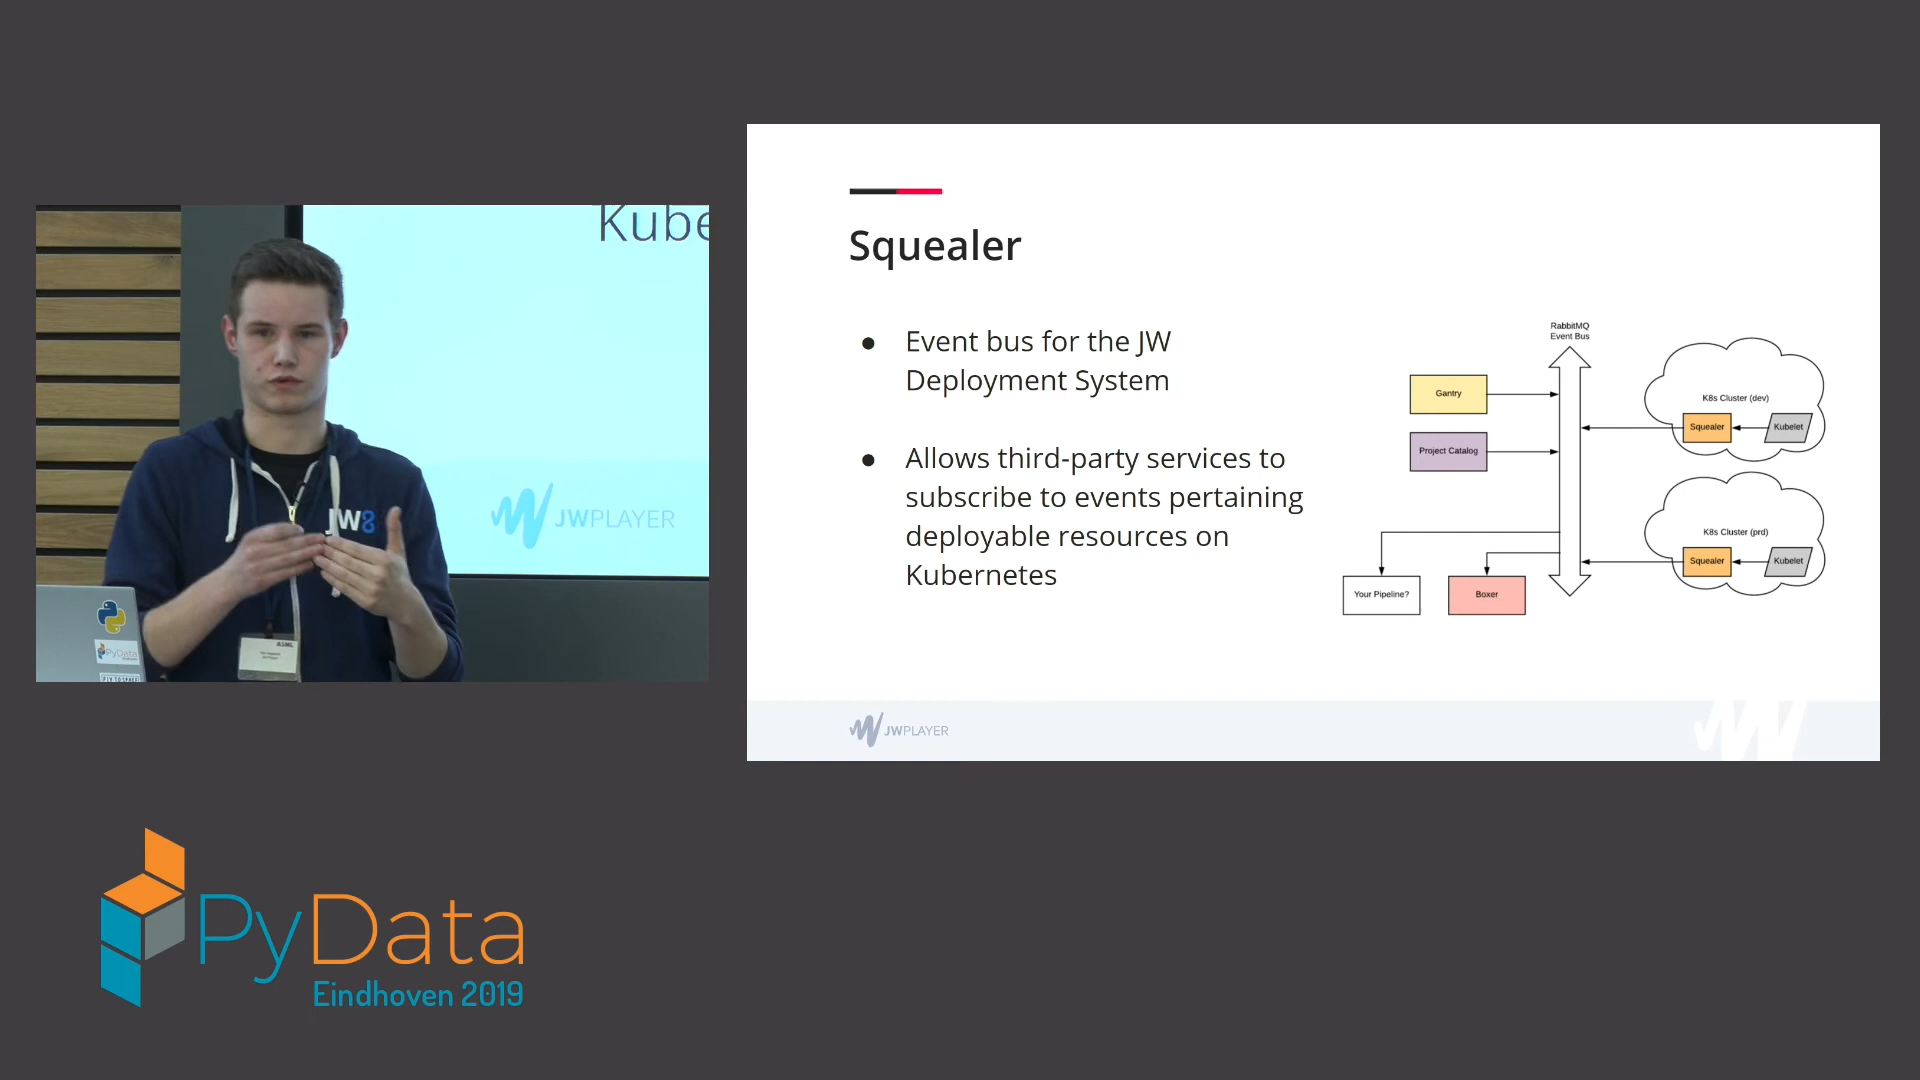 Kube
JWPLAYER
JW8
PyData
Squealer
Event bus for the JW
Deployment System
Allows third-party services to
subscribe to events pertaining
deployable resources on
Kubernetes
RabbitMQ
Event Bus
Gantry
Project Catalog
Your Pipeline?
Boxer
K8s Cluster (dev)
Squealer
Kubelet
K8s Cluster (prd)
Squealer
Kubelet
JWPLAYER
PyData
Eindhoven 2019